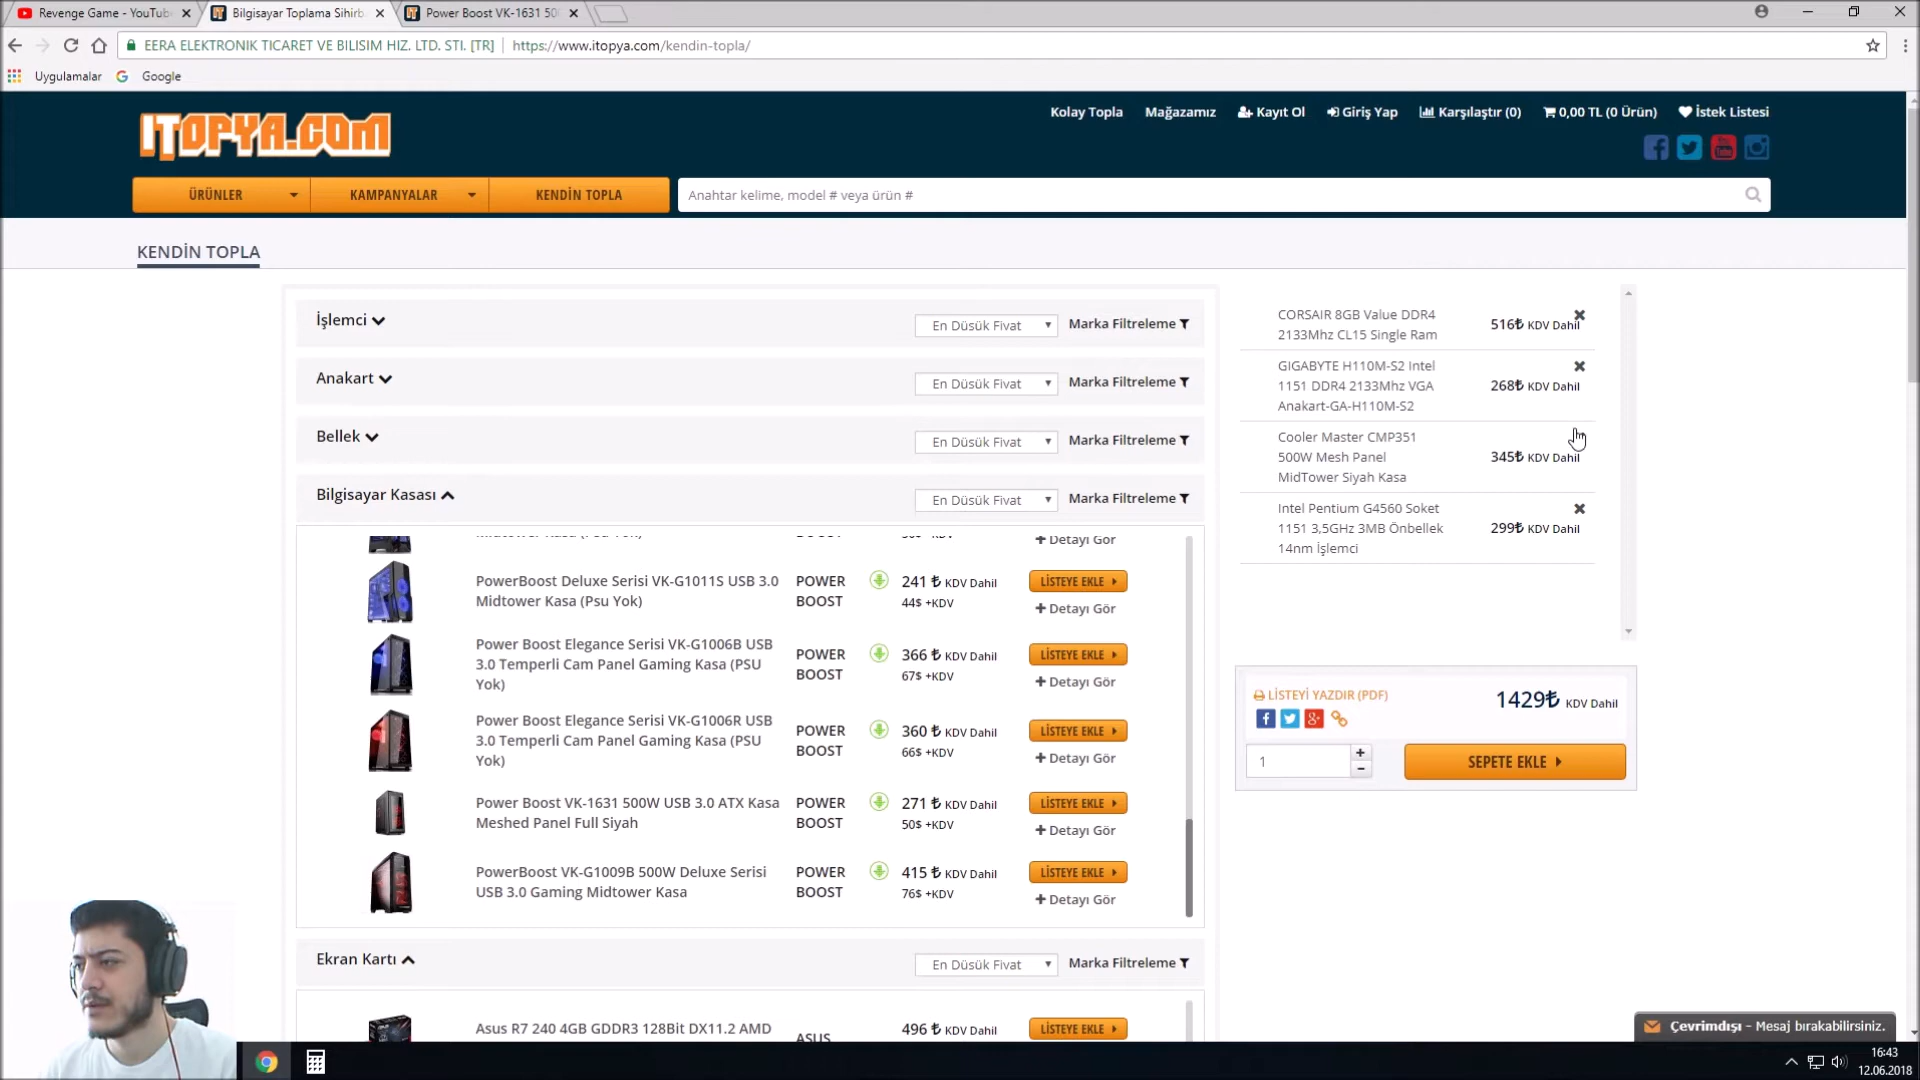 Revenge Game - YouTub
Bilgisayar Toplama Sihirb
Power Boost VK-1631 50
EERA ELEKTRONIK TICARET VE BILISIM HIZ. LTD. STI. [TR]
https://www.itopya.com/kendin-topla/
Uygulamalar
Google
ITOPYA.COM
Kolay Topla
Mağazamız
Kayıt Ol
Giriş Yap
Karşılaştır (0)
0,00 TL (0 Ürün)
İstek Listesi
ÜRÜNLER
KAMPANYALAR
KENDİN TOPLA
Anahtar kelime, model # veya ürün #
KENDİN TOPLA
İşlemci
En Düsük Fivat
Marka Filtreleme
Anakart
En Düsük Fivat
Marka Filtreleme
Bellek
En Düsük Fivat
Marka Filtreleme
Bilgisayar Kasası
En Düsük Fivat
Marka Filtreleme
Midtower Kasa (Psu Yok)
BOOST
+ Detayı Gör
PowerBoost Deluxe Serisi VK-G1011S USB 3.0
Midtower Kasa (Psu Yok)
POWER
BOOST
241 ₺ KDV Dahil
44$ +KDV
LİSTEYE EKLE
+ Detayı Gör
Power Boost Elegance Serisi VK-G1006B USB
3.0 Temperli Cam Panel Gaming Kasa (PSU
Yok)
POWER
BOOST
366 ₺ KDV Dahil
67$ +KDV
LİSTEYE EKLE
+ Detayı Gör
Power Boost Elegance Serisi VK-G1006R USB
3.0 Temperli Cam Panel Gaming Kasa (PSU
Yok)
POWER
BOOST
360 ₺ KDV Dahil
66$ +KDV
LİSTEYE EKLE
+ Detayı Gör
Power Boost VK-1631 500W USB 3.0 ATX Kasa
Meshed Panel Full Siyah
POWER
BOOST
271 ₺ KDV Dahil
50$ +KDV
LİSTEYE EKLE
+ Detayı Gör
PowerBoost VK-G1009B 500W Deluxe Serisi
USB 3.0 Gaming Midtower Kasa
POWER
BOOST
415 ₺ KDV Dahil
76$ +KDV
LİSTEYE EKLE
+ Detayı Gör
Ekran Kartı
En Düsük Fivat
Marka Filtreleme
Asus R7 240 4GB GDDR3 128Bit DX11.2 AMD
ASUS
496 ₺ KDV Dahil
LİSTEYE EKLE
CORSAIR 8GB Value DDR4
2133Mhz CL15 Single Ram
516₺ KDV Dahil
GIGABYTE H110M-S2 Intel
1151 DDR4 2133Mhz VGA
Anakart-GA-H110M-S2
268₺ KDV Dahil
Cooler Master CMP351
500W Mesh Panel
MidTower Siyah Kasa
345₺ KDV Dahil
Intel Pentium G4560 Soket
1151 3,5GHz 3MB Önbellek
14nm İşlemci
299₺ KDV Dahil
LİSTEYİ YAZDIR (PDF)
1429₺ KDV Dahil
1
SEPETE EKLE
Çevrimdışı - Mesaj bırakabilirsiniz.
16:43
12.06.2018